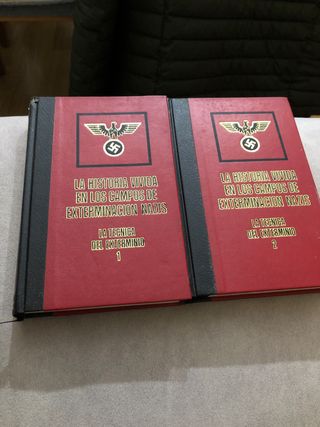 LA HISTORIA VIVIDA
EN LOS CAMPOS DE
EXTERMINACION NAZIS
LA TECNICA
DEL EXTERMINIO
1
LA HISTORIA VIVIDA
EN LOS CAMPOS DE
EXTERMINACION NAZIS
LA TECNICA
DEL EXTERMINIO
2